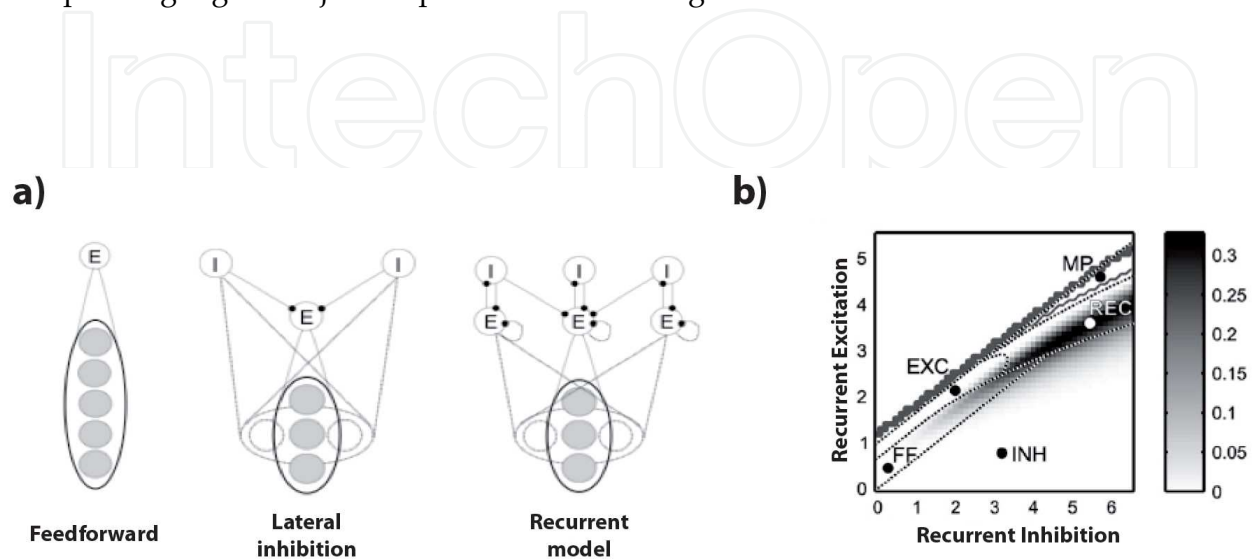 IntechOpen
a)
E
I I
E
I I I
E E E
Feedforward
Lateral
inhibition
Recurrent
model
b)
Recurrent Excitation
5
4
3
2
1
0
MP
REC
EXC
FF
INH
0 1 2 3 4 5 6
Recurrent Inhibition
0.3
0.25
0.2
0.15
0.1
0.05
0